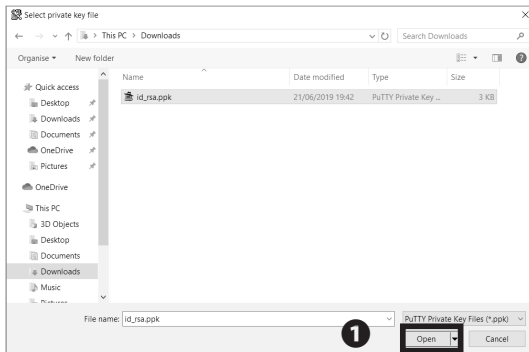 Select private key file
This PC > Downloads
Search Downloads
Organise
New folder
Name
Date modified
Type
Size
Quick access
Desktop
Downloads
Documents
OneDrive
Pictures
OneDrive
This PC
3D Objects
Desktop
Documents
Downloads
Music
Pictures
id_rsa.ppk 21/06/2019 19:42 PuTTY Private Key ... 3 KB
File name: id_rsa.ppk
PuTTY Private Key Files (*.ppk)
1
Open
Cancel